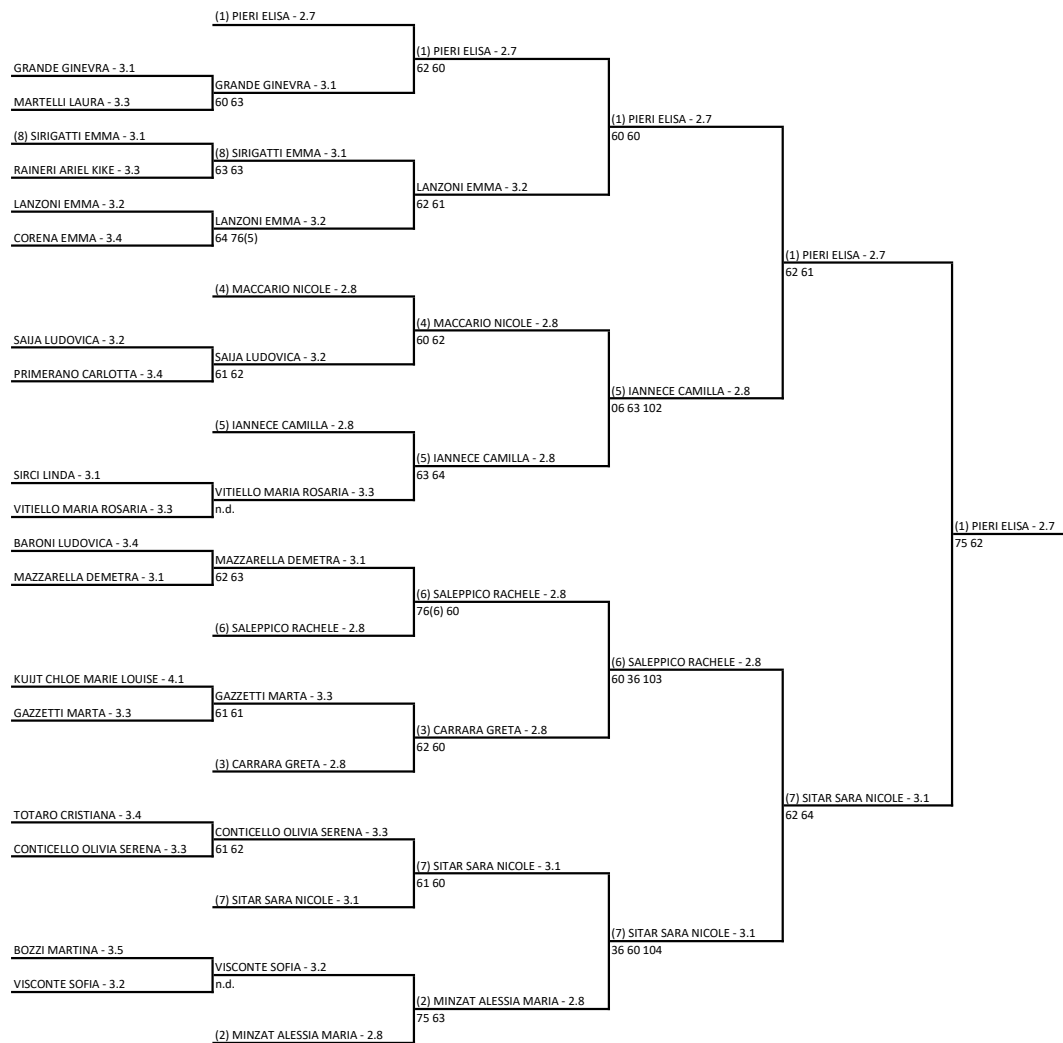 (1) PIERI ELISA - 2.7
(1) PIERI ELISA - 2.7
62 60
GRANDE GINEVRA - 3.1
GRANDE GINEVRA - 3.1
60 63
MARTELLI LAURA - 3.3
(1) PIERI ELISA - 2.7
60 60
(8) SIRIGATTI EMMA - 3.1
(8) SIRIGATTI EMMA - 3.1
63 63
RAINERI ARIEL KIKE - 3.3
LANZONI EMMA - 3.2
62 61
LANZONI EMMA - 3.2
LANZONI EMMA - 3.2
64 76(5)
CORENA EMMA - 3.4
(1) PIERI ELISA - 2.7
62 61
(4) MACCARIO NICOLE - 2.8
(4) MACCARIO NICOLE - 2.8
60 62
SAIJA LUDOVICA - 3.2
SAIJA LUDOVICA - 3.2
61 62
PRIMERANO CARLOTTA - 3.4
(5) IANNECE CAMILLA - 2.8
06 63 102
(5) IANNECE CAMILLA - 2.8
(5) IANNECE CAMILLA - 2.8
63 64
SIRCI LINDA - 3.1
VITIELLO MARIA ROSARIA - 3.3
n.d.
VITIELLO MARIA ROSARIA - 3.3
(1) PIERI ELISA - 2.7
75 62
BARONI LUDOVICA - 3.4
MAZZARELLA DEMETRA - 3.1
62 63
MAZZARELLA DEMETRA - 3.1
(6) SALEPPICO RACHELE - 2.8
76(6) 60
(6) SALEPPICO RACHELE - 2.8
(6) SALEPPICO RACHELE - 2.8
60 36 103
KUIJT CHLOE MARIE LOUISE - 4.1
GAZZETTI MARTA - 3.3
61 61
GAZZETTI MARTA - 3.3
(3) CARRARA GRETA - 2.8
62 60
(3) CARRARA GRETA - 2.8
(7) SITAR SARA NICOLE - 3.1
62 64
TOTARO CRISTIANA - 3.4
CONTICELLO OLIVIA SERENA - 3.3
61 62
CONTICELLO OLIVIA SERENA - 3.3
(7) SITAR SARA NICOLE - 3.1
61 60
(7) SITAR SARA NICOLE - 3.1
(7) SITAR SARA NICOLE - 3.1
36 60 104
BOZZI MARTINA - 3.5
VISCONTE SOFIA - 3.2
n.d.
VISCONTE SOFIA - 3.2
(2) MINZAT ALESSIA MARIA - 2.8
75 63
(2) MINZAT ALESSIA MARIA - 2.8